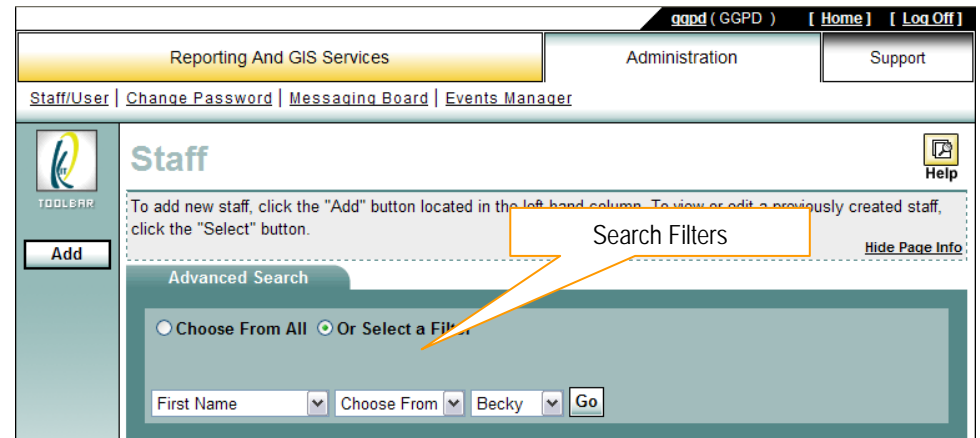 ggpd ( GGPD ) [ Home ] [ Log Off ]
Reporting And GIS Services Administration Support
Staff/User | Change Password | Messaging Board | Events Manager
TOOLBAR
Staff
Help
To add new staff, click the "Add" button located in the left hand column. To view or edit a previously created staff,
click the "Select" button.
Hide Page Info
Search Filters
Add
Advanced Search
Choose From All Or Select a Filter
First Name Choose From Becky Go